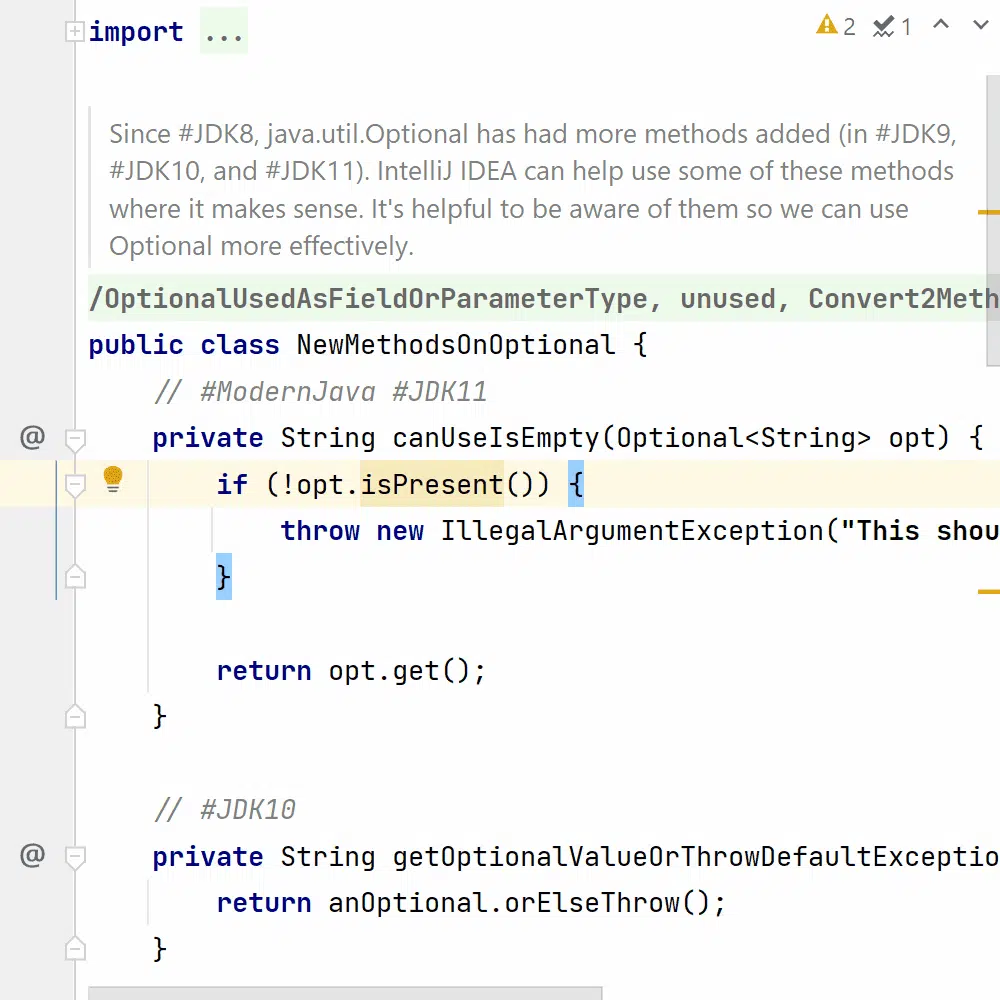 import ...
2 1
Since #JDK8, java.util.Optional has had more methods added (in #JDK9,
#JDK10, and #JDK11). IntelliJ IDEA can help use some of these methods
where it makes sense. It's helpful to be aware of them so we can use
Optional more effectively.
/OptionalUsedAsFieldOrParameterType, unused, Convert2Meth
public class NewMethodsOnOptional {
// #ModernJava #JDK11
@ private String canUseIsEmpty(Optional<String> opt) {
if (!opt.isPresent()) {
throw new IllegalArgumentException("This shou
}
return opt.get();
}
// #JDK10
@ private String getOptionalValueOrThrowDefaultExceptio
return anOptional.orElseThrow();
}